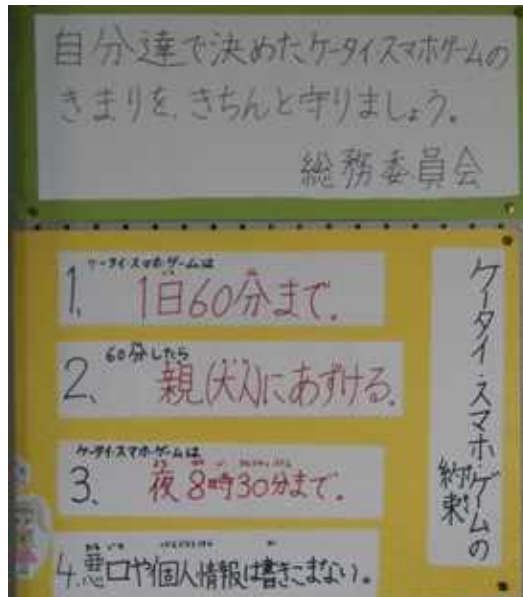 自分達で決めたケータイスマホゲームの
きまりを、きちんと守りましょう。
総務委員会
ケータイ・スマホ・ゲームの
約束
ケータイ・スマホ・ゲームは
1、1日60分まで。
60分したら
2、親(大人)にあずける。
ケータイ・スマホ・ゲームは
3、夜8時30分まで。
4、悪口や個人情報は書きこまない。